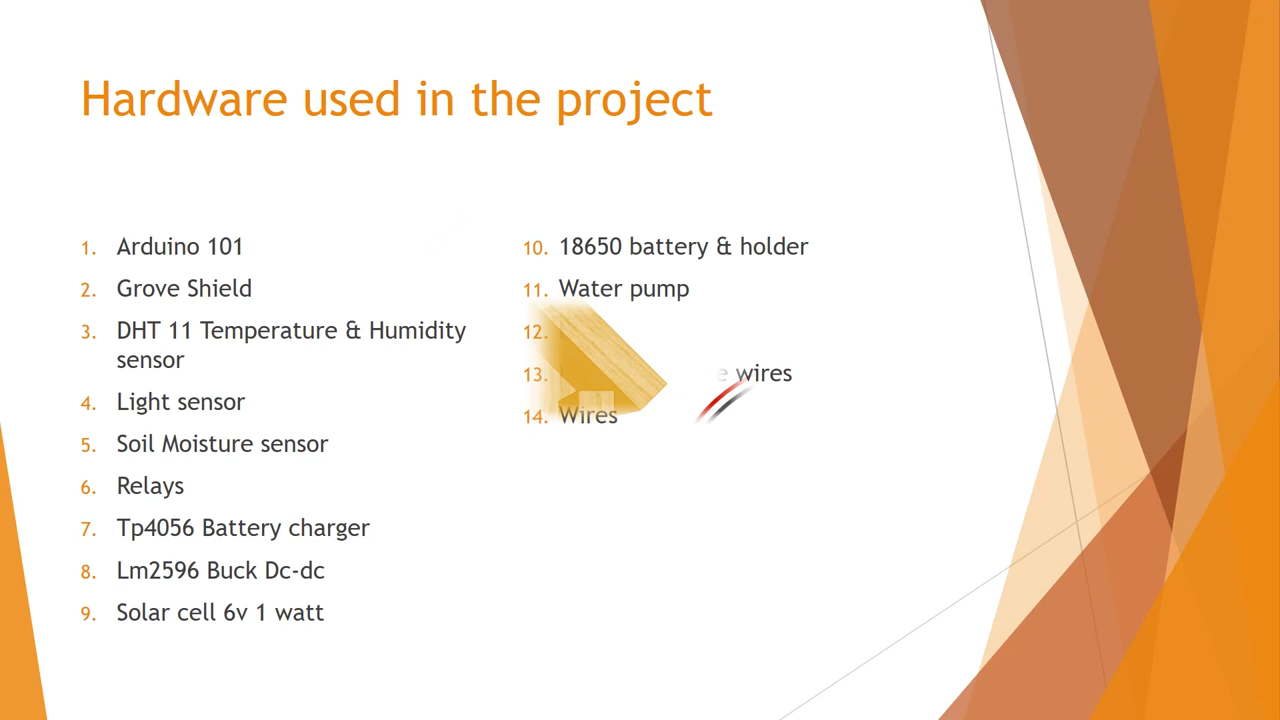 Hardware used in the project
1. Arduino 101
2. Grove Shield
3. DHT 11 Temperature & Humidity
sensor
4. Light sensor
5. Soil Moisture sensor
6. Relays
7. Tp4056 Battery charger
8. Lm2596 Buck Dc-dc
9. Solar cell 6v 1 watt
10. 18650 battery & holder
11. Water pump
12.
13. wires
14. Wires